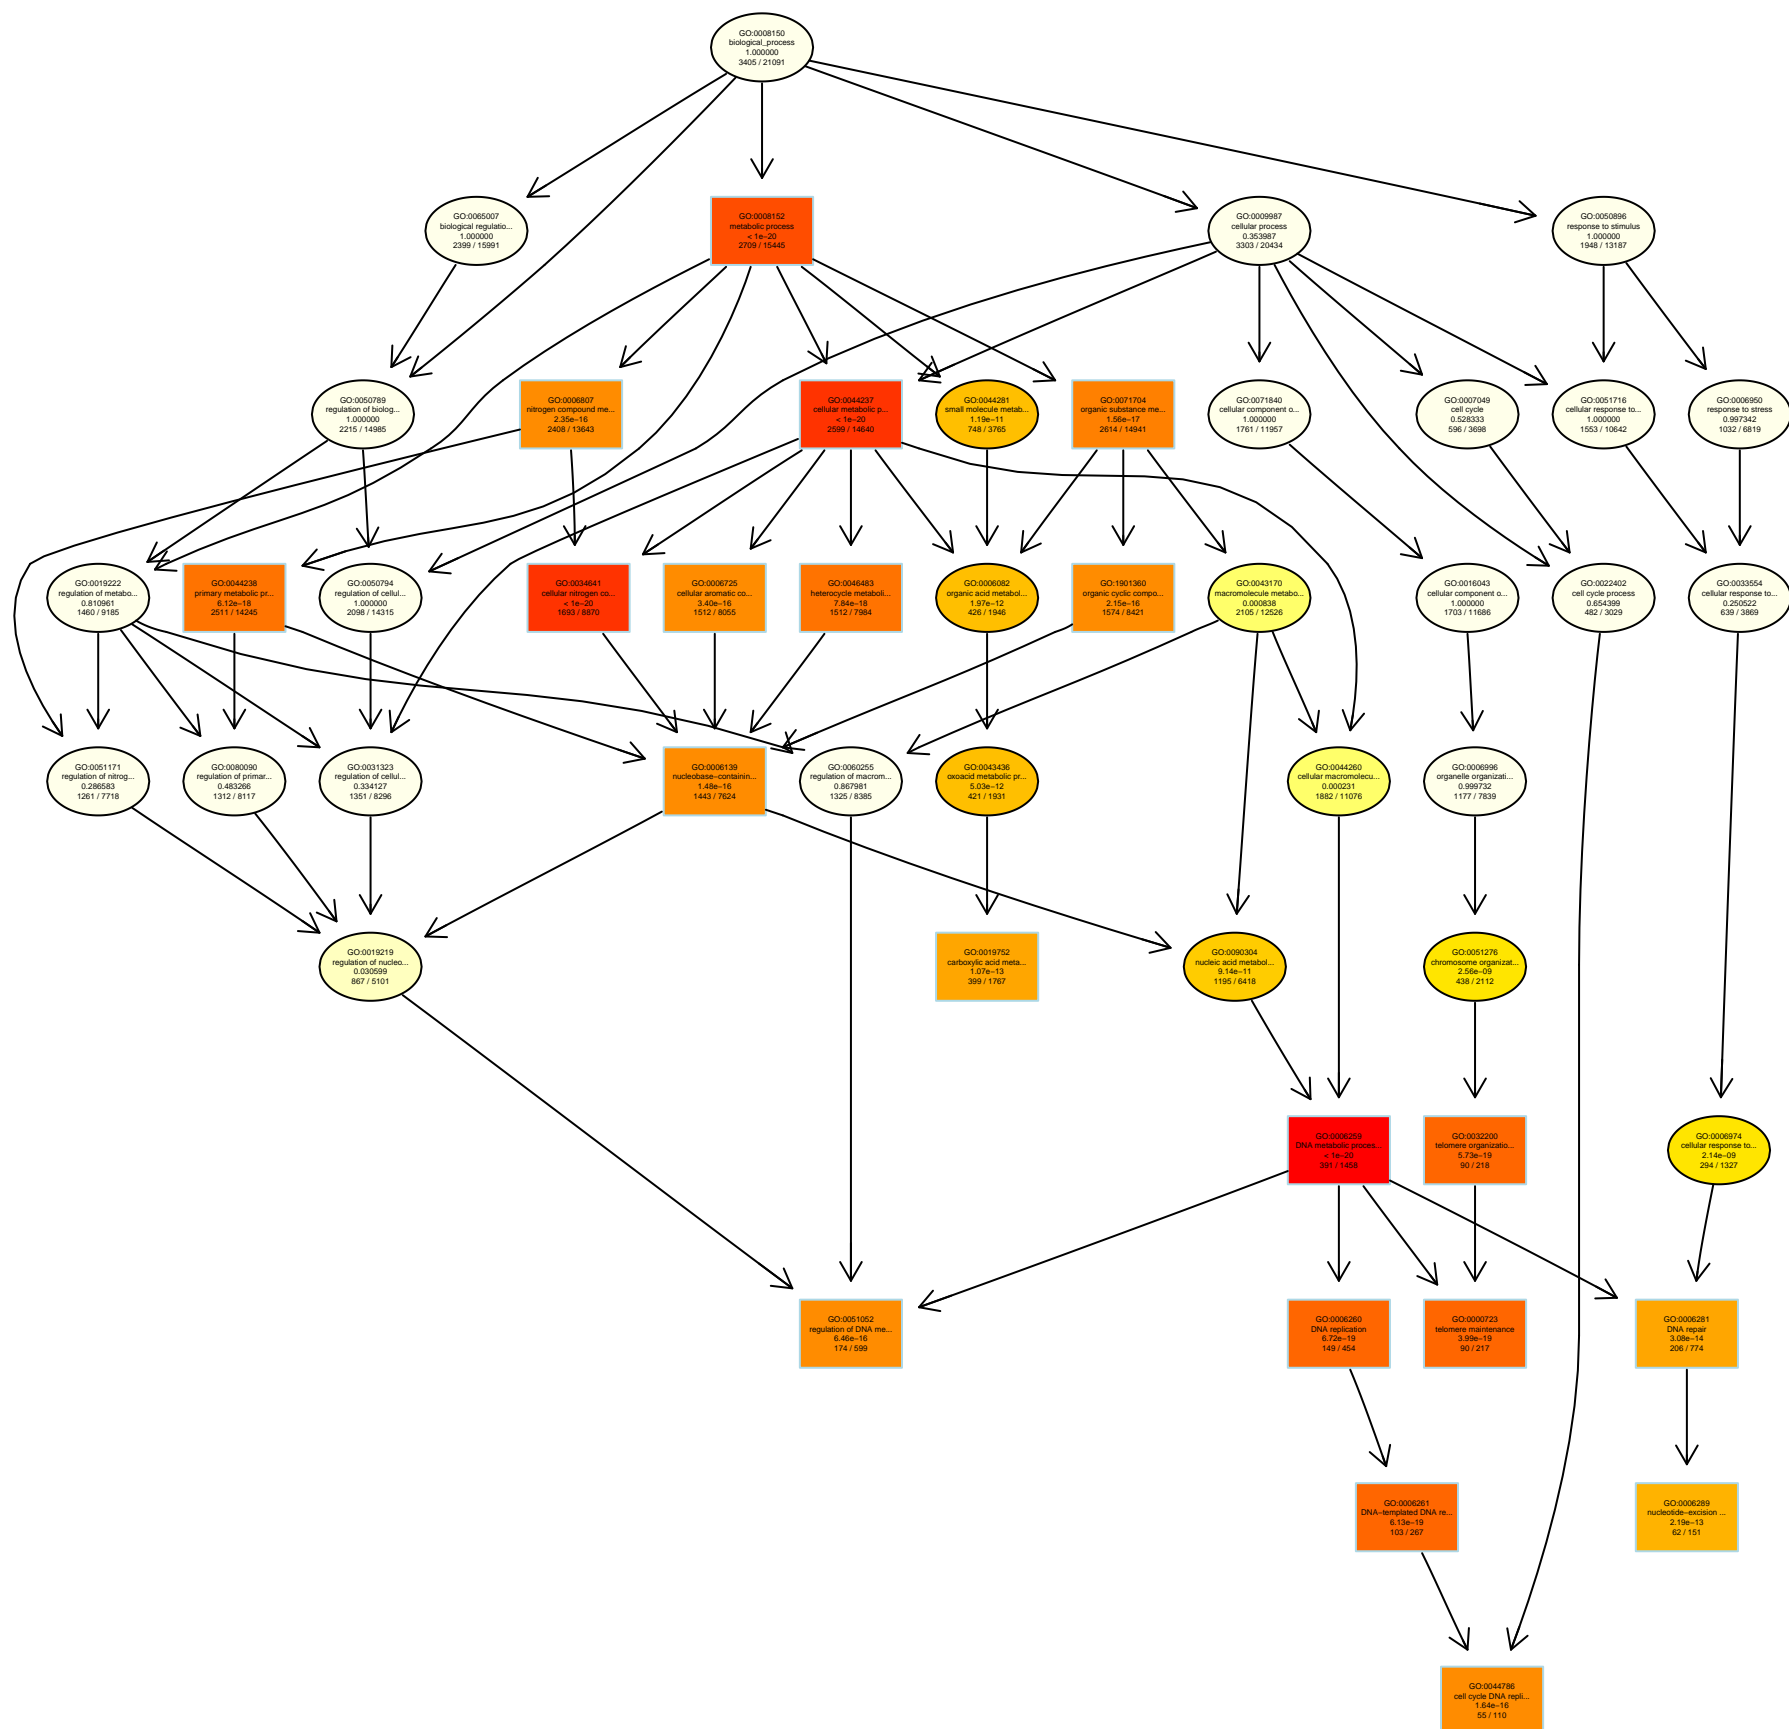 GO:0008150
biological_process
1.000000
3405 / 21091
GO:0065007
biological regulatio...
1.000000
2399 / 15991
GO:0008152
metabolic process
< 1e−20
2709 / 15445
GO:0009987
cellular process
0.353987
3303 / 20434
GO:0050896
response to stimulus
1.000000
1948 / 13187
GO:0050789
regulation of biolog...
1.000000
2215 / 14985
GO:0006807
nitrogen compound me...
2.35e−16
2408 / 13643
GO:0044237
cellular metabolic p...
< 1e−20
2599 / 14640
GO:0044281
small molecule metab...
1.19e−11
748 / 3765
GO:0071704
organic substance me...
1.56e−17
2614 / 14941
GO:0071840
cellular component o...
1.000000
1761 / 11957
GO:0007049
cell cycle
0.528333
596 / 3698
GO:0051716
cellular response to...
1.000000
1553 / 10642
GO:0006950
response to stress
0.997342
1032 / 6819
GO:0019222
regulation of metabo...
0.810961
1460 / 9185
GO:0044238
primary metabolic pr...
6.12e−18
2511 / 14245
GO:0050794
regulation of cellul...
1.000000
2098 / 14315
GO:0034641
cellular nitrogen co...
< 1e−20
1693 / 8870
GO:0006725
cellular aromatic co...
3.40e−16
1512 / 8055
GO:0046483
heterocycle metaboli...
7.84e−18
1512 / 7984
GO:0006082
organic acid metabol...
1.97e−12
426 / 1946
GO:1901360
organic cyclic compo...
2.15e−16
1574 / 8421
GO:0043170
macromolecule metabo...
0.000838
2105 / 12526
GO:0016043
cellular component o...
1.000000
1703 / 11686
GO:0022402
cell cycle process
0.654399
482 / 3029
GO:0033554
cellular response to...
0.250522
639 / 3869
GO:0051171
regulation of nitrog...
0.286583
1261 / 7718
GO:0080090
regulation of primar...
0.483266
1312 / 8117
GO:0031323
regulation of cellul...
0.334127
1351 / 8296
GO:0006139
nucleobase−containin...
1.48e−16
1443 / 7624
GO:0060255
regulation of macrom...
0.867981
1325 / 8385
GO:0043436
oxoacid metabolic pr...
5.03e−12
421 / 1931
GO:0044260
cellular macromolecu...
0.000231
1882 / 11076
GO:0006996
organelle organizati...
0.999732
1177 / 7839
GO:0019219
regulation of nucleo...
0.030599
867 / 5101
GO:0019752
carboxylic acid meta...
1.07e−13
399 / 1767
GO:0090304
nucleic acid metabol...
9.14e−11
1195 / 6418
GO:0051276
chromosome organizat...
2.56e−09
438 / 2112
GO:0006259
DNA metabolic proces...
< 1e−20
391 / 1458
GO:0032200
telomere organizatio...
5.73e−19
90 / 218
GO:0006974
cellular response to...
2.14e−09
294 / 1327
GO:0051052
regulation of DNA me...
6.46e−16
174 / 599
GO:0006260
DNA replication
6.72e−19
149 / 454
GO:0000723
telomere maintenance
3.99e−19
90 / 217
GO:0006281
DNA repair
3.08e−14
206 / 774
GO:0006261
DNA−templated DNA re...
6.13e−19
103 / 267
GO:0006289
nucleotide−excision ...
2.19e−13
62 / 151
GO:0044786
cell cycle DNA repli...
1.64e−16
55 / 110